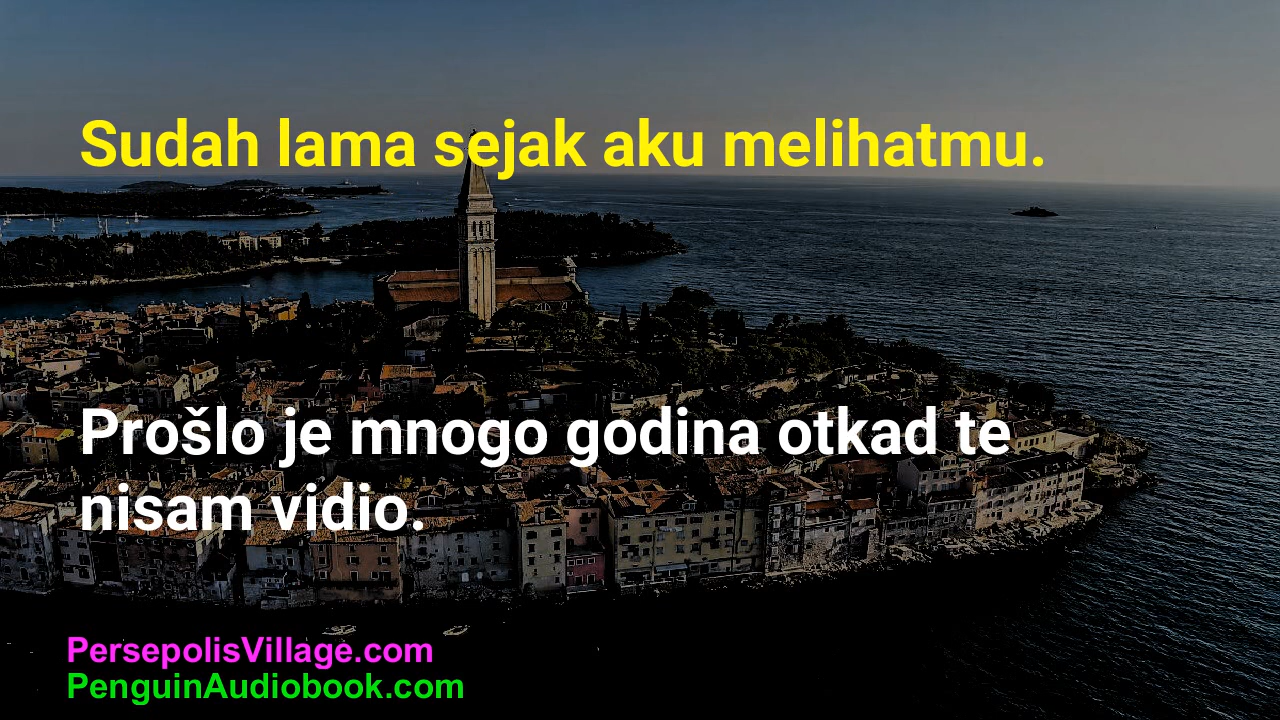 Sudah lama sejak aku melihatmu.
Prošlo je mnogo godina otkad te
nisam vidio.
PersepolisVillage.com
PenguinAudiobook.com